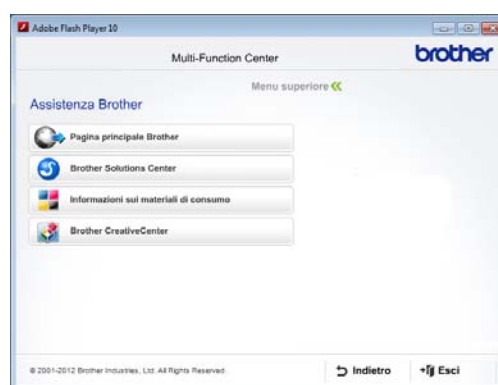 Adobe Flash Player 10
Multi-Function Center
brother
Menu superiore
Assistenza Brother
Pagina principale Brother
Brother Solutions Center
Informazioni sui materiali di consumo
Brother CreativeCenter
© 2001-2012 Brother Industries, Ltd. All Rights Reserved.
Indietro
Esci